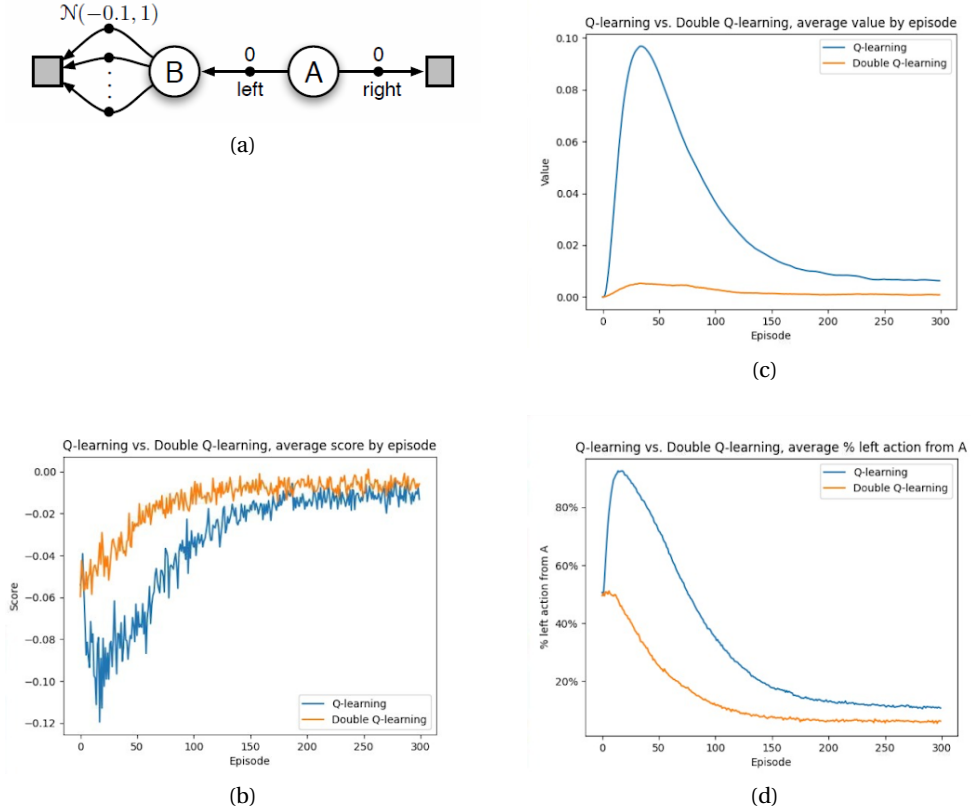 𝒩(−0.1, 1)
B
0
left
A
0
right
(a)
Q-learning vs. Double Q-learning, average value by episode
Q-learning
Double Q-learning
0.10
0.08
0.06
0.04
0.02
0.00
Value
0 50 100 150 200 250 300
Episode
(c)
Q-learning vs. Double Q-learning, average score by episode
0.00
−0.02
−0.04
−0.06
−0.08
−0.10
−0.12
Score
Q-learning
Double Q-learning
0 50 100 150 200 250 300
Episode
(b)
Q-learning vs. Double Q-learning, average % left action from A
Q-learning
Double Q-learning
80%
60%
40%
20%
% left action from A
0 50 100 150 200 250 300
Episode
(d)